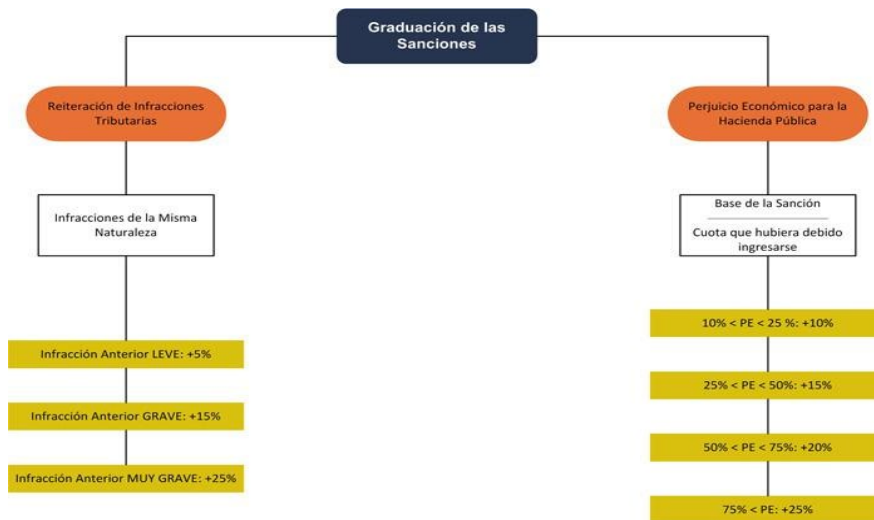 Graduación de las
Sanciones
Reiteración de Infracciones
Tributarias
Infracciones de la Misma
Naturaleza
Infracción Anterior LEVE: +5%
Infracción Anterior GRAVE: +15%
Infracción Anterior MUY GRAVE: +25%
Perjuicio Económico para la
Hacienda Pública
Base de la Sanción
Cuota que hubiera debido
ingresarse
10% < PE < 25 %: +10%
25% < PE < 50%: +15%
50% < PE < 75%: +20%
75% < PE: +25%